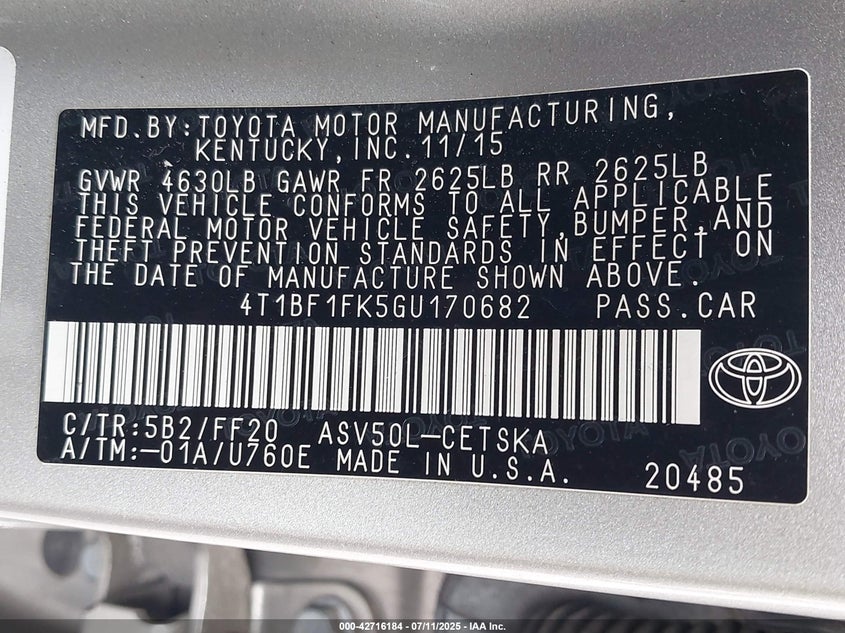 MFD.BY:TOYOTA MOTOR MANUFACTURING,
KENTUCKY,INC.11/15
GVWR 4630LB GAWR FR 2625LB RR 2625LB
THIS VEHICLE CONFORMS TO ALL APPLICABLE
FEDERAL MOTOR VEHICLE SAFETY,BUMPER,AND
THEFT PREVENTION STANDARDS IN EFFECT ON
THE DATE OF MANUFACTURE SHOWN ABOVE.
4T1BF1FK5GU170682 PASS.CAR
C/TR:5B2/FF20 ASV50L-CETSKA
A/TM:-01A/U760E MADE IN U.S.A. 20485
000-42716184 / 07/11/2025 / IAA Inc.